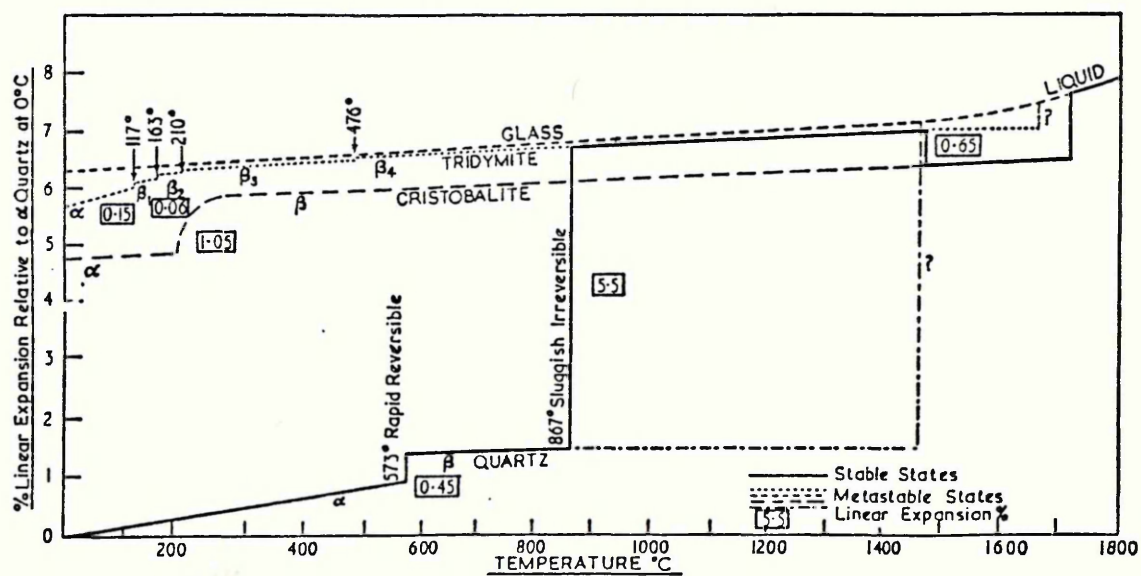 % Linear Expansion Relative to α Quartz at 0°C
8
7
6
5
4
3
2
1
0
117°
163°
210°
476°
GLASS
TRIDYMITE
CRISTOBALITE
LIQUID
α
β₁
β₂
β₃
β₄
0·15
0·06
α
1·05
β
?
0·65
573° Rapid Reversible
867° Sluggish Irreversible
5·5
?
α
0·45
β QUARTZ
Stable States
Metastable States
5·5 Linear Expansion %
200
400
600
800
1000
1200
1400
1600
1800
TEMPERATURE °C